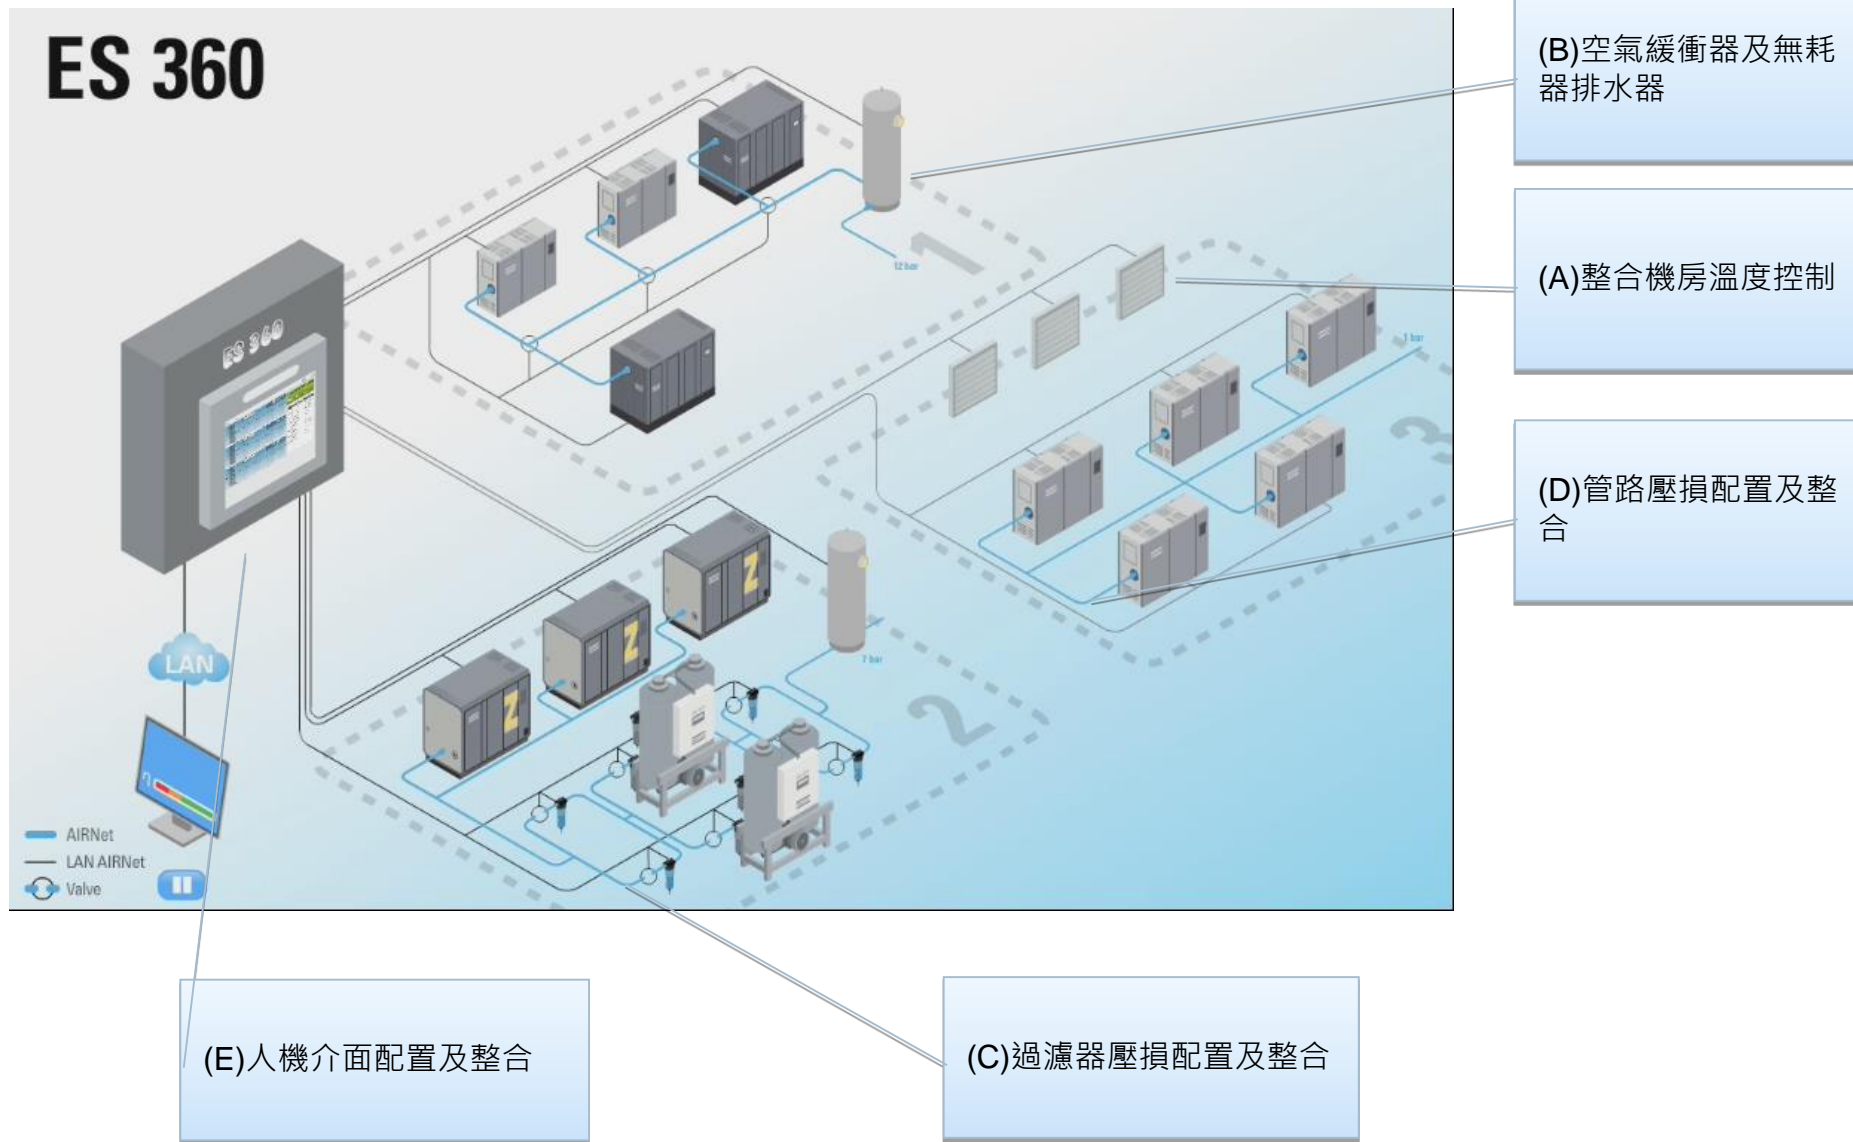 ES 360
(B)空氣緩衝器及無耗
器排水器
(A)整合機房溫度控制
(D)管路壓損配置及整
合
12 bar
1
ES 360
1 bar
3
Z
Z
Z
7 bar
2
LAN
AIRNet
LAN AIRNet
Valve
(E)人機介面配置及整合
(C)過濾器壓損配置及整合